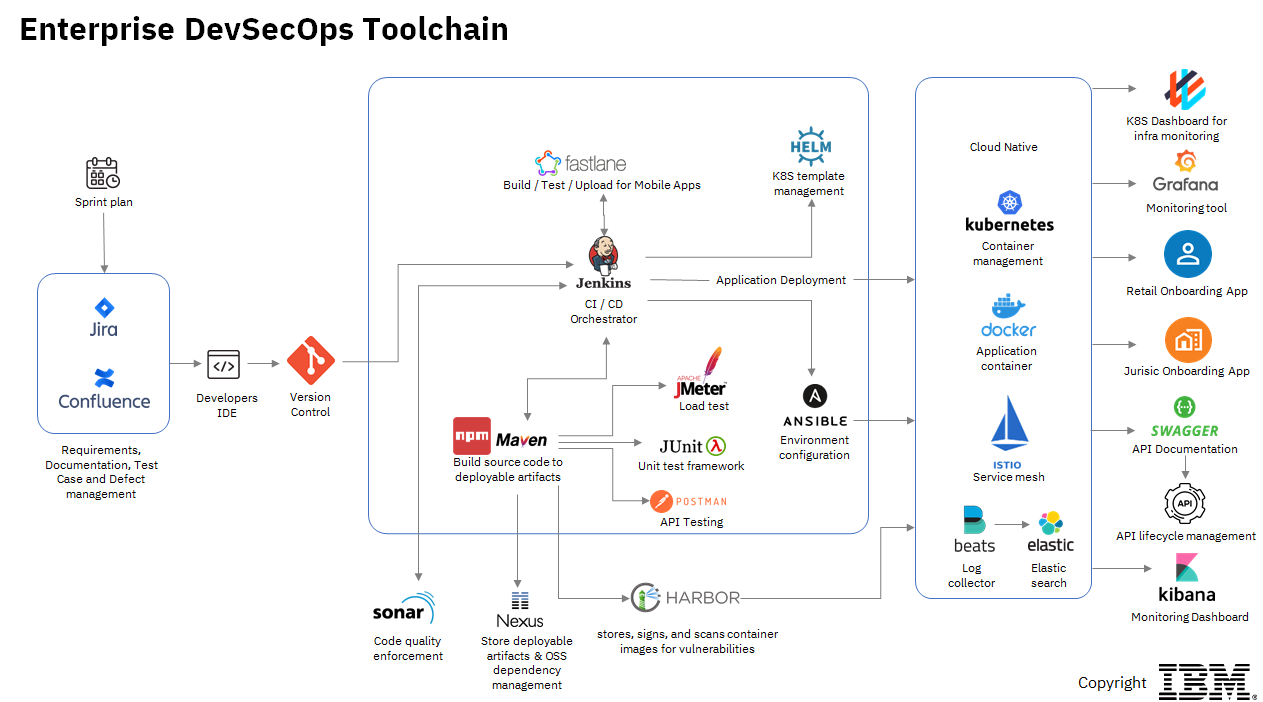 Enterprise DevSecOps Toolchain
Sprint plan
Jira
Confluence
Requirements,
Documentation, Test
Case and Defect
management
</>
Developers
IDE
Version
Control
fastlane
Build / Test / Upload for Mobile Apps
HELM
K8S template
management
Jenkins
CI / CD
Orchestrator
Application Deployment
npm
Maven
Build source code to
deployable artifacts
APACHE
JMeter
Load test
JUnit
λ
Unit test framework
POSTMAN
API Testing
A
ANSIBLE
Environment
configuration
sonar
Code quality
enforcement
Nexus
Store deployable
artifacts & OSS
dependency
management
HARBOR
stores, signs, and scans container
images for vulnerabilities
Cloud Native
kubernetes
Container
management
docker
Application
container
ISTIO
Service mesh
beats
Log
collector
elastic
Elastic
search
K8S Dashboard for
infra monitoring
Grafana
Monitoring tool
Retail Onboarding App
Jurisic Onboarding App
{...}
SWAGGER
API Documentation
API
API lifecycle management
kibana
Monitoring Dashboard
Copyright
IBM®